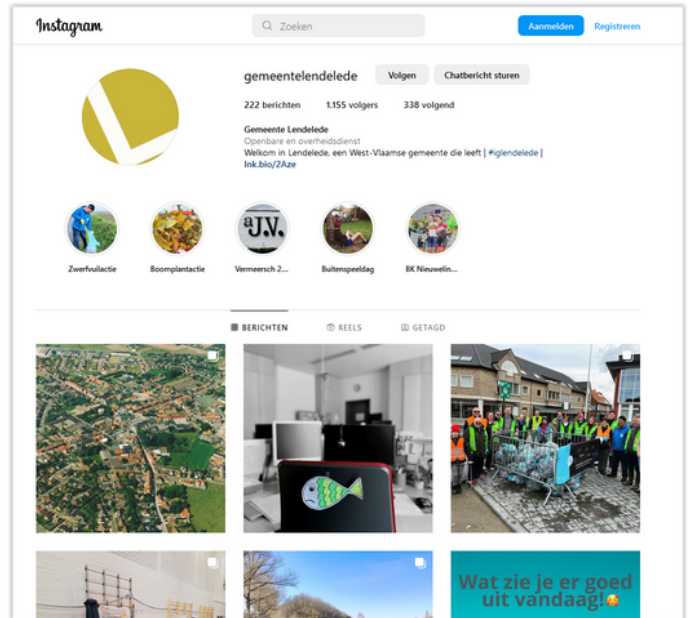 Instagram
Zoeken
Aanmelden
Registreren
gemeentelendelede
Volgen
Chatbericht sturen
222 berichten 1.155 volgers 338 volgend
Gemeente Lendelede
Openbare en overheidsdienst
Welkom in Lendelede, een West-Vlaamse gemeente die leeft | #iglendelede |
lnk.bio/2Aze
aJ.V.
Zwerfvuilactie
Boomplantactie
Vermeersch 2...
Buitenspeeldag
BK Nieuwelin...
BERICHTEN
REELS
GETAGD
Wat zie je er goed
uit vandaag!🥰